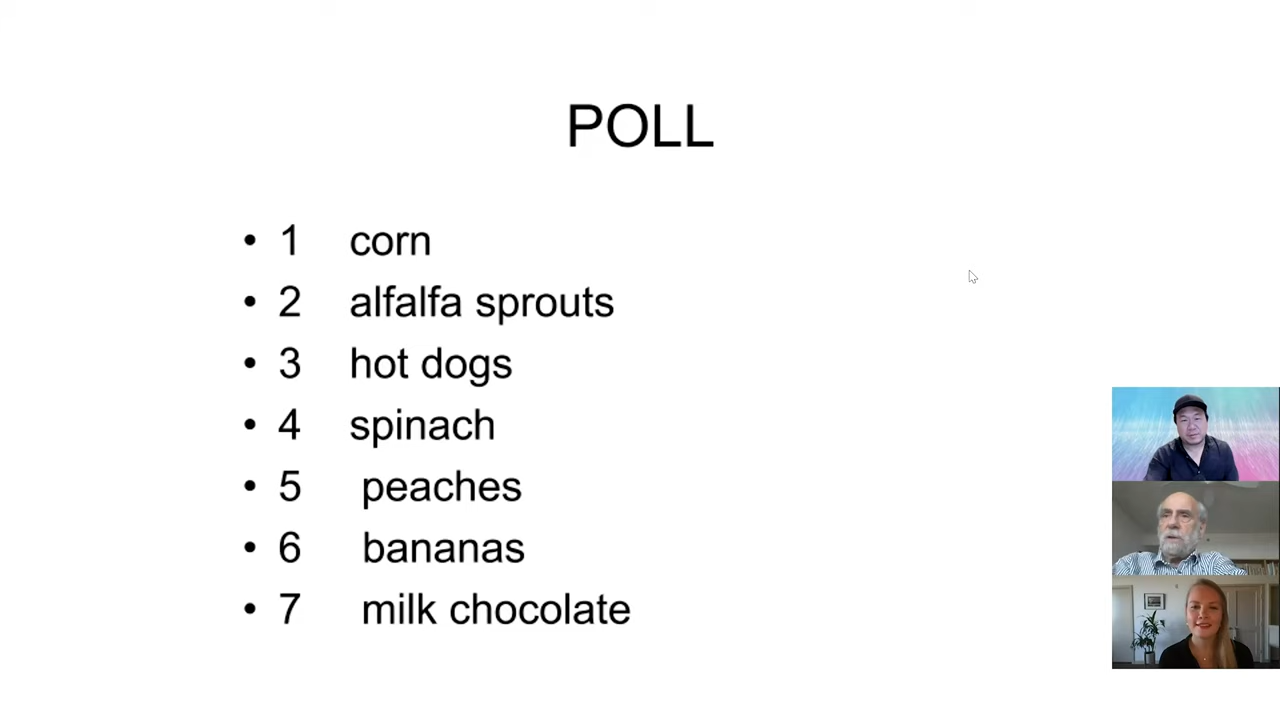 POLL
• 1 corn
• 2 alfalfa sprouts
• 3 hot dogs
• 4 spinach
• 5 peaches
• 6 bananas
• 7 milk chocolate